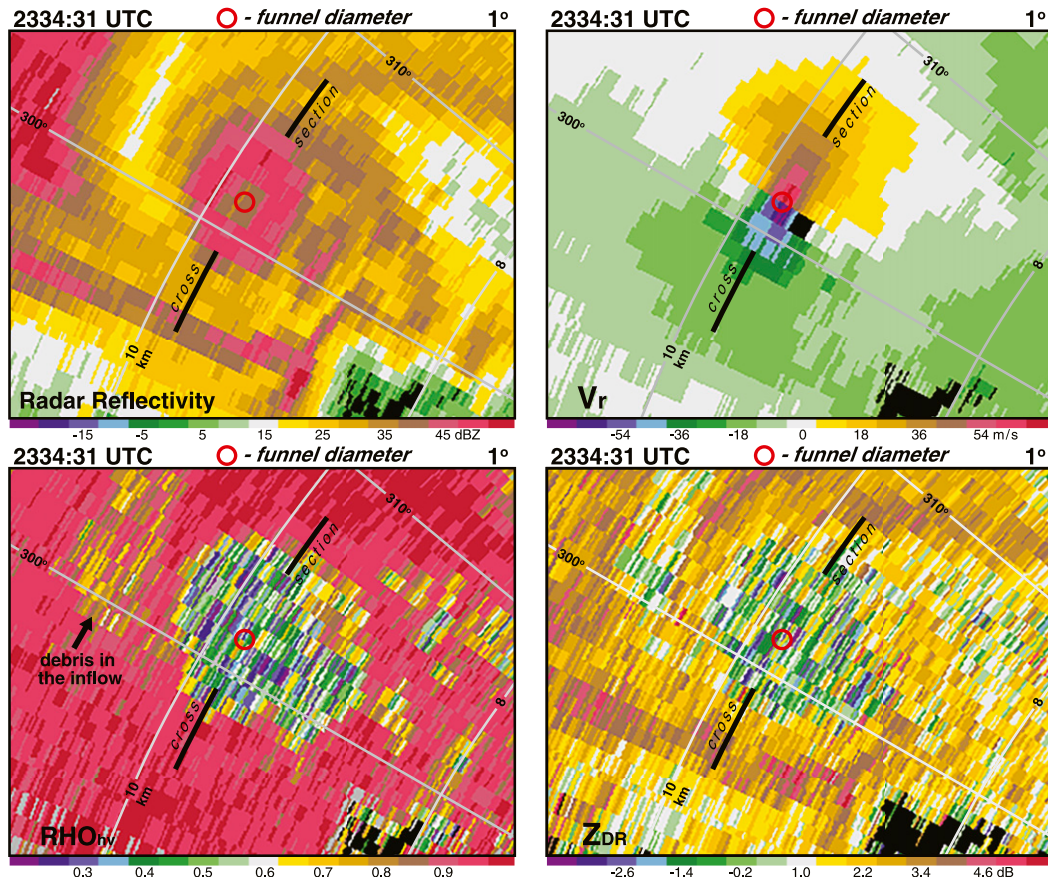 2334:31 UTC
- funnel diameter
1°
310°
300°
section
cross
8
10
km
Radar Reflectivity
-15 -5 5 15 25 35 45 dBZ
2334:31 UTC
- funnel diameter
1°
310°
300°
section
cross
8
10
km
Vr
-54 -36 -18 0 18 36 54 m/s
2334:31 UTC
- funnel diameter
1°
310°
300°
section
debris in
the inflow
cross
8
10
km
RHOhv
0.3 0.4 0.5 0.6 0.7 0.8 0.9
2334:31 UTC
- funnel diameter
1°
310°
300°
section
cross
8
10
km
ZDR
-2.6 -1.4 -0.2 1.0 2.2 3.4 4.6 dB